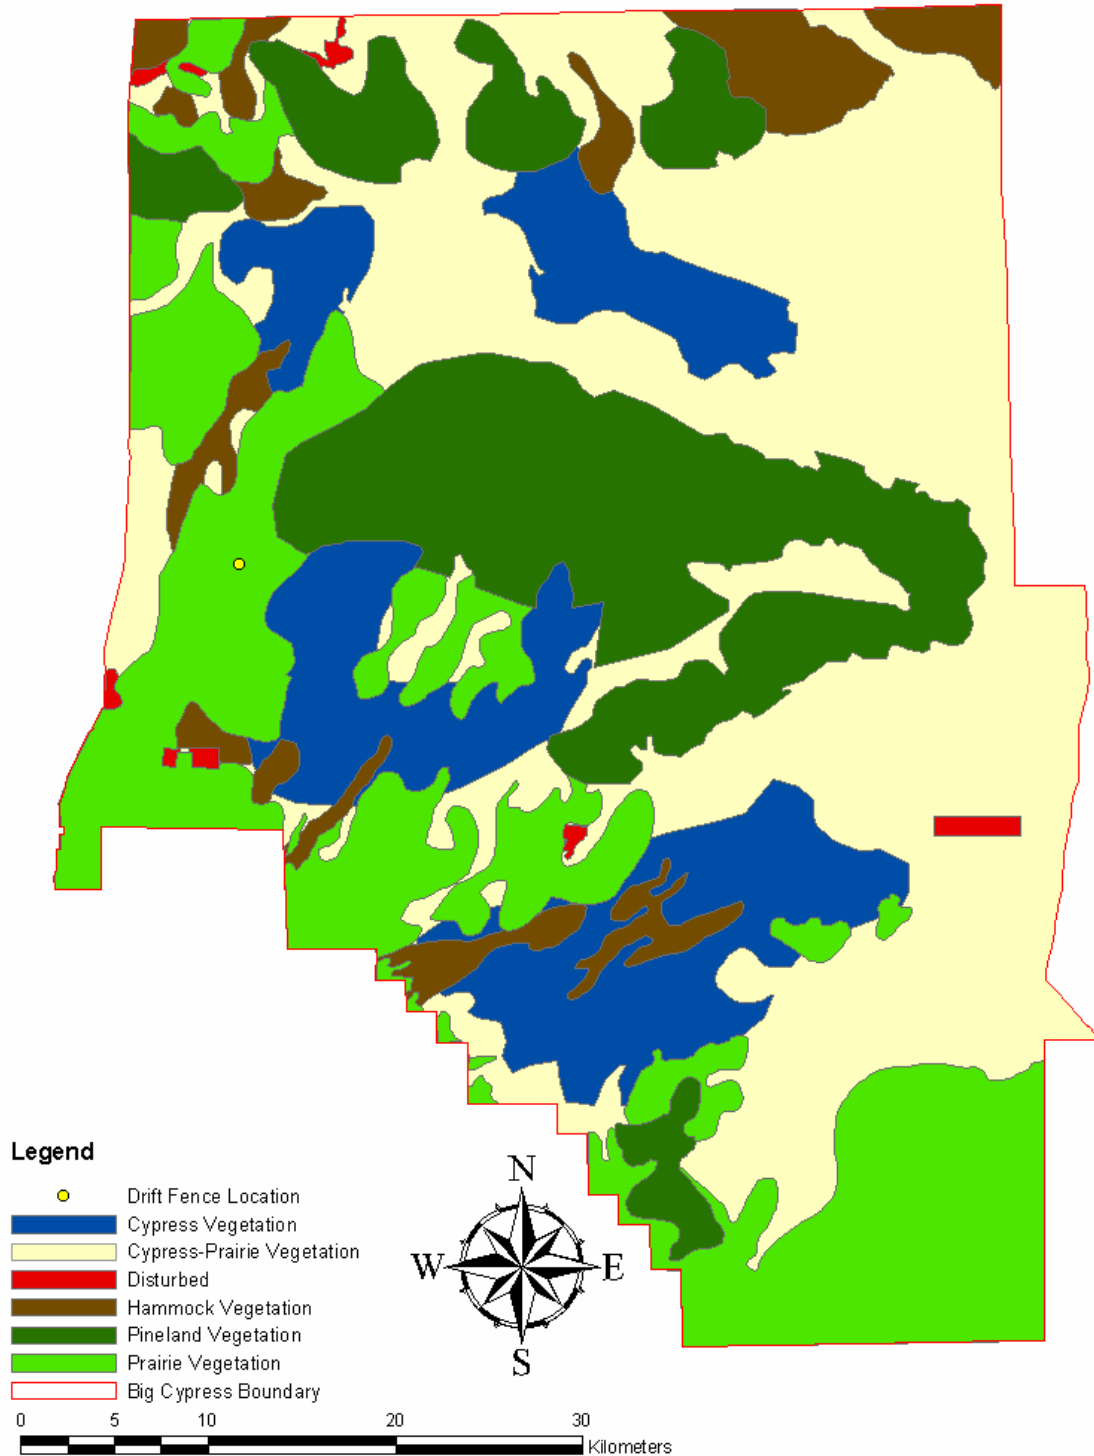 Legend
Drift Fence Location
Cypress Vegetation
Cypress-Prairie Vegetation
Disturbed
Hammock Vegetation
Pineland Vegetation
Prairie Vegetation
Big Cypress Boundary
N
W E
S
0 5 10 20 30
Kilometers